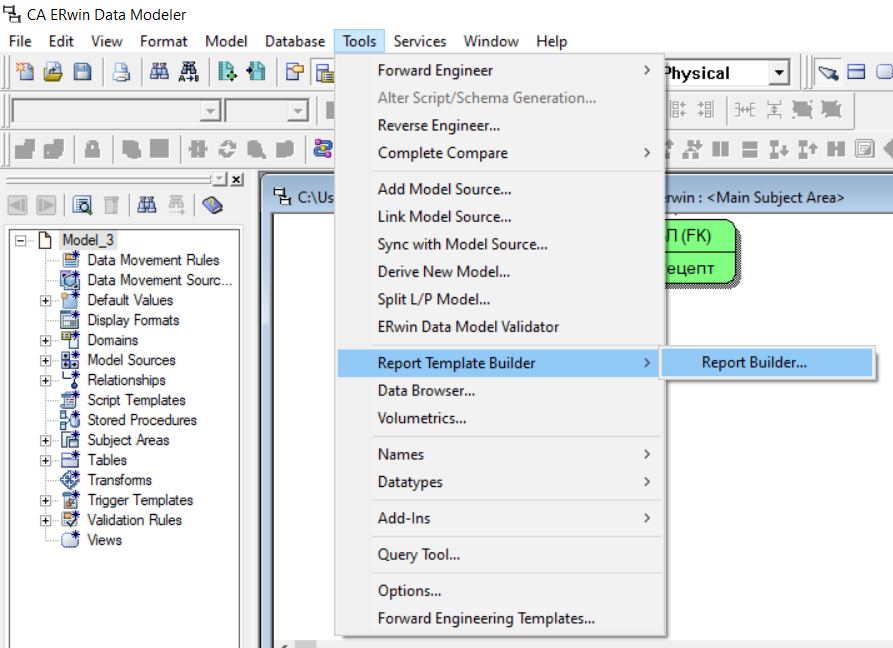 CA ERwin Data Modeler
File Edit View Format Model Database Tools Services Window Help
Physical
Forward Engineer
Alter Script/Schema Generation...
Reverse Engineer...
Complete Compare
Add Model Source...
Link Model Source...
Sync with Model Source...
Derive New Model...
Split L/P Model...
ERwin Data Model Validator
Report Template Builder
Report Builder...
Data Browser...
Volumetrics...
Names
Datatypes
Add-Ins
Query Tool...
Options...
Forward Engineering Templates...
Model_3
Data Movement Rules
Data Movement Sourc...
Default Values
Display Formats
Domains
Model Sources
Relationships
Script Templates
Stored Procedures
Subject Areas
Tables
Transforms
Trigger Templates
Validation Rules
Views
C:\Us
rwin : <Main Subject Area>
(FK)
ецепт